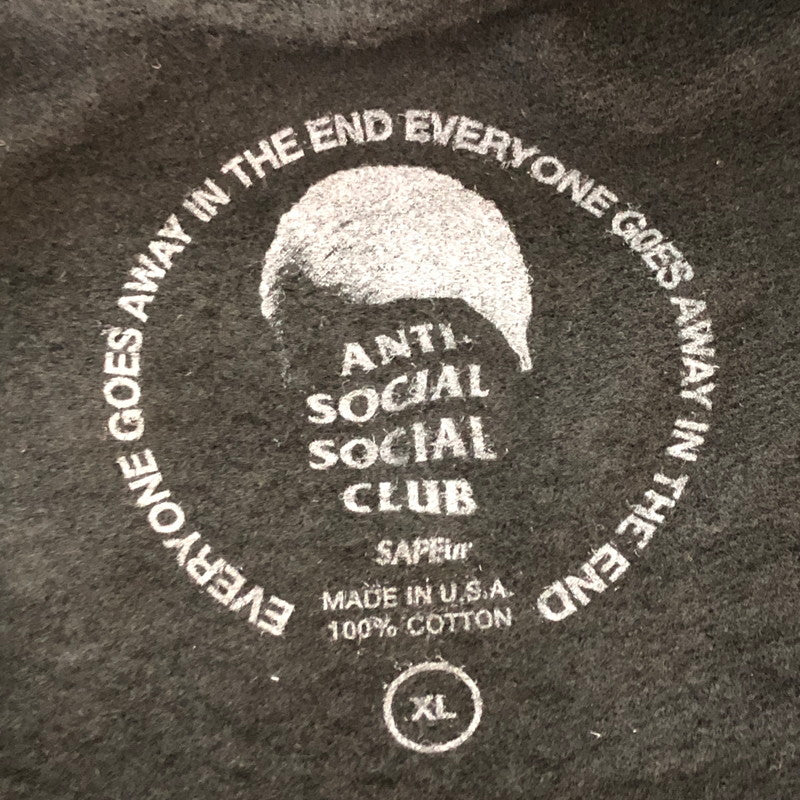 EVERYONE GOES AWAY IN THE END EVERYONE GOES AWAY IN THE END
ANTI
SOCIAL
SOCIAL
CLUB
SAPEur
MADE IN U.S.A.
100% COTTON
XL